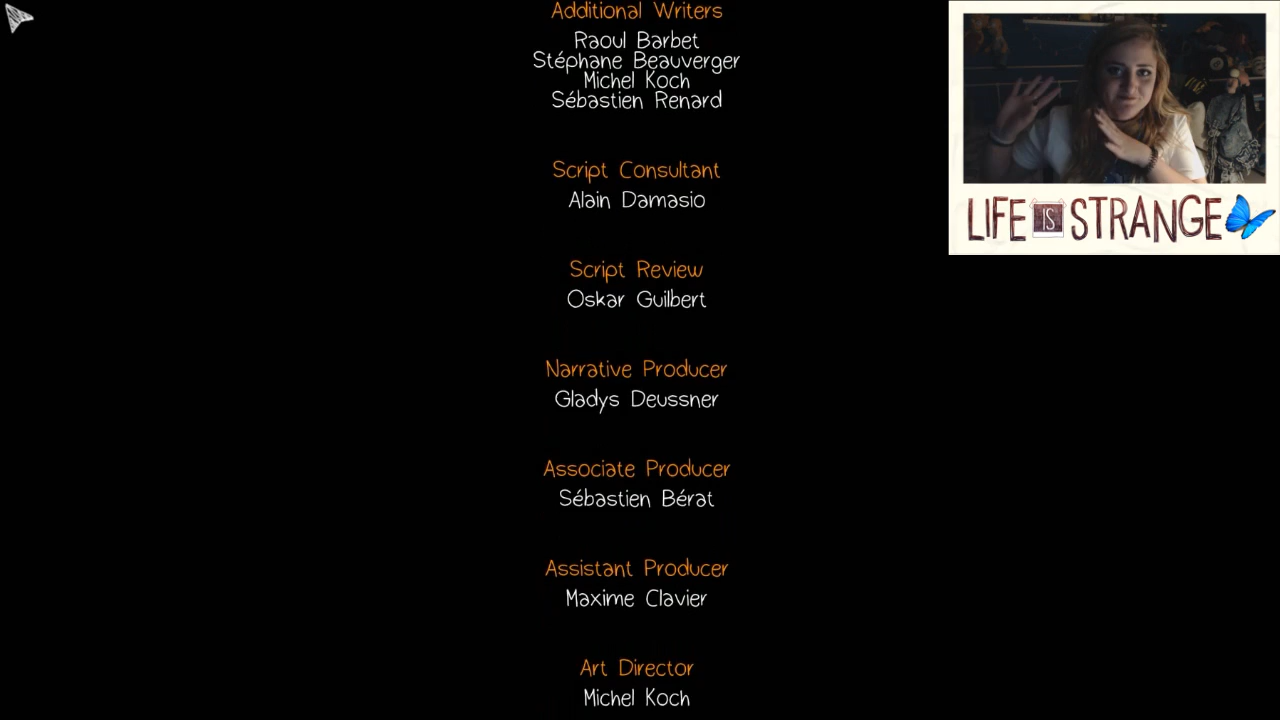 Additional Writers
Raoul Barbet
Stéphane Beauverger
Michel Koch
Sébastien Renard
Script Consultant
Alain Damasio
Script Review
Oskar Guilbert
Narrative Producer
Gladys Deussner
Associate Producer
Sébastien Bérat
Assistant Producer
Maxime Clavier
Art Director
Michel Koch
LIFE IS STRANGE